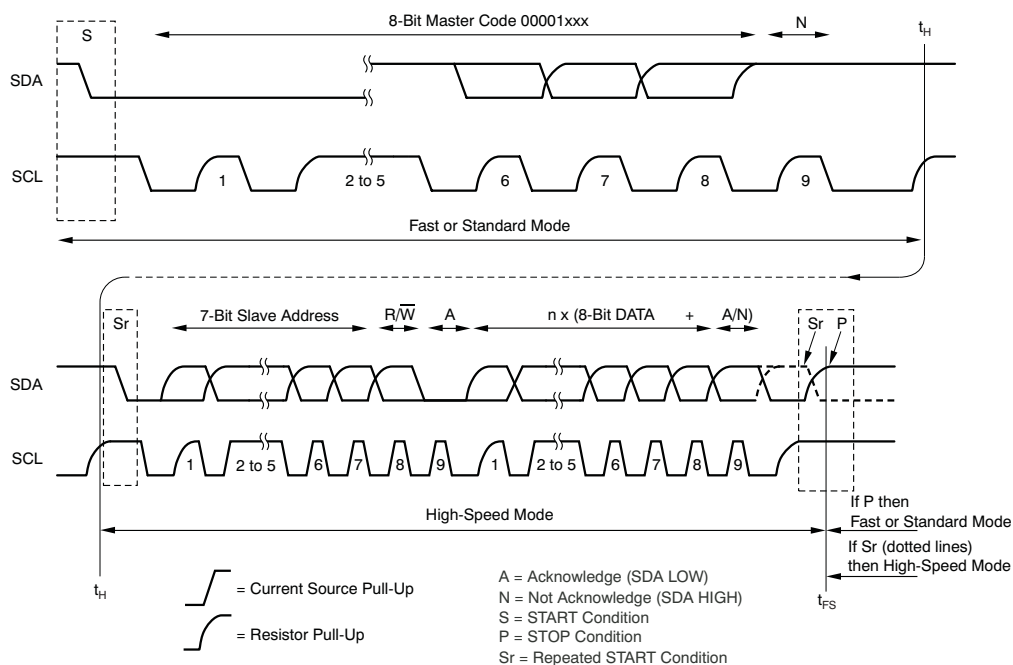 8-Bit Master Code 00001xxx
N
S
tH
SDA
SCL
1
2 to 5
6
7
8
9
Fast or Standard Mode
Sr
7-Bit Slave Address
R/W
A
n x (8-Bit DATA + A/N)
Sr
P
SDA
SCL
1
2 to 5
6
7
8
9
1
2 to 5
6
7
8
9
High-Speed Mode
If P then
Fast or Standard Mode
If Sr (dotted lines)
then High-Speed Mode
tH
tFS
= Current Source Pull-Up
= Resistor Pull-Up
A = Acknowledge (SDA LOW)
N = Not Acknowledge (SDA HIGH)
S = START Condition
P = STOP Condition
Sr = Repeated START Condition